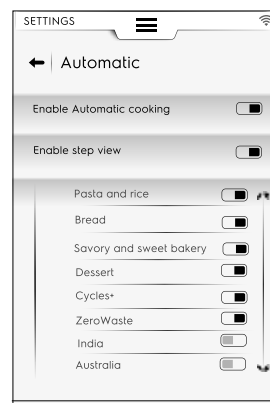 SETTINGS
Automatic
Enable Automatic cooking
Enable step view
Pasta and rice
Bread
Savory and sweet bakery
Dessert
Cycles+
ZeroWaste
India
Australia